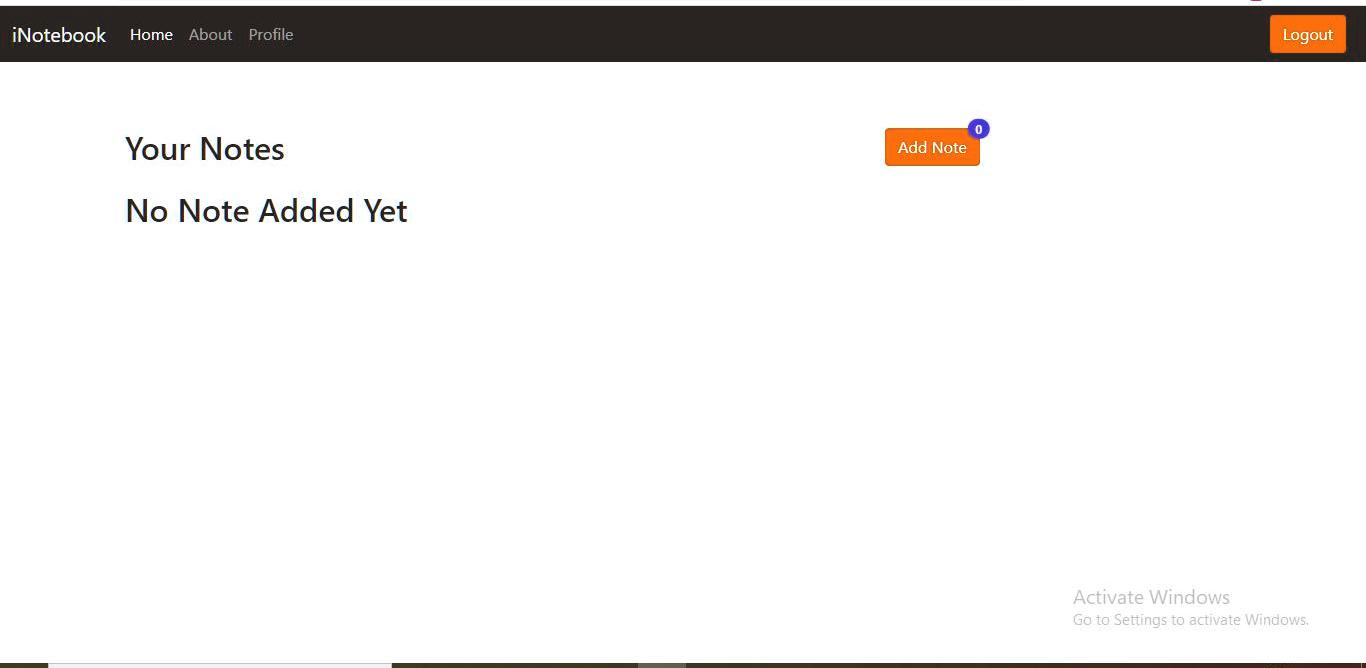 iNotebook Home About Profile Logout
Your Notes
Add Note 0
No Note Added Yet
Activate Windows
Go to Settings to activate Windows.